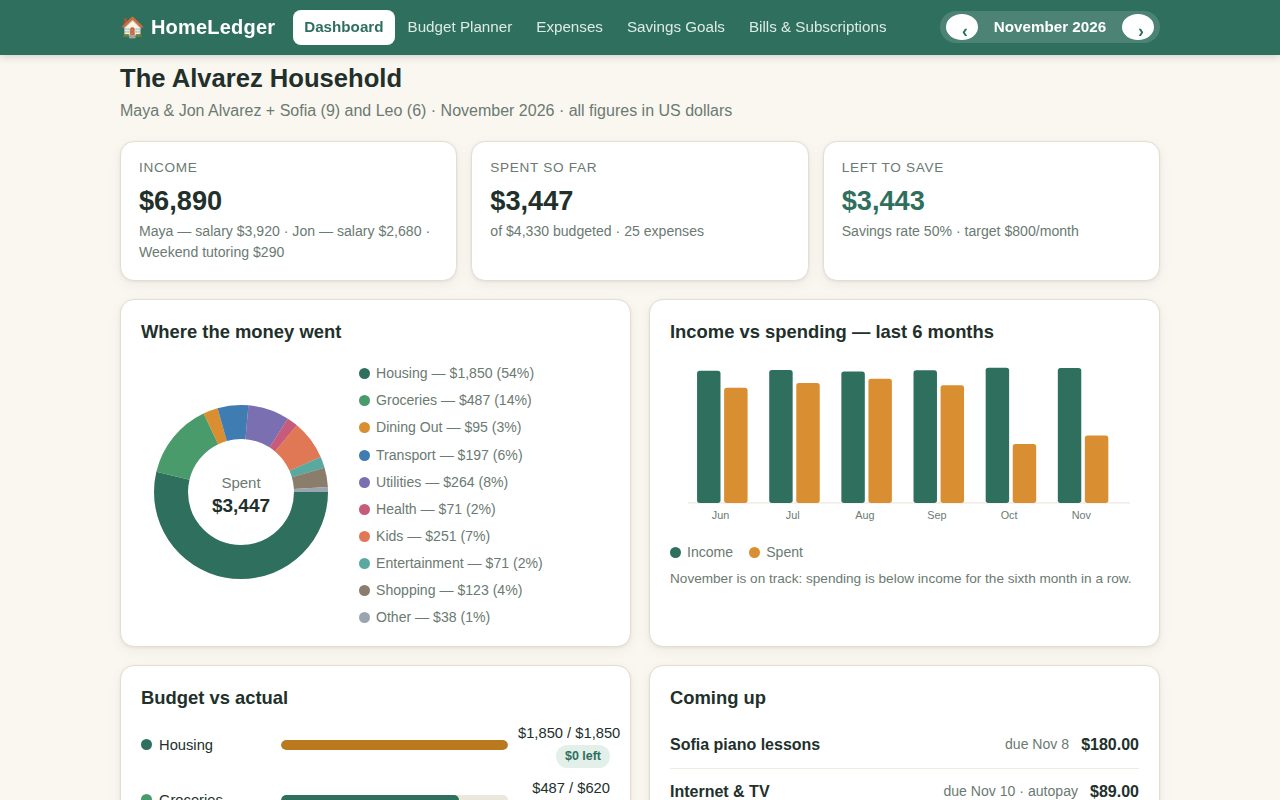 🏠 HomeLedger
Dashboard
Budget Planner
Expenses
Savings Goals
Bills & Subscriptions
‹
November 2026
›
The Alvarez Household
Maya & Jon Alvarez + Sofia (9) and Leo (6) · November 2026 · all figures in US dollars
INCOME
$6,890
Maya — salary $3,920 · Jon — salary $2,680 ·
Weekend tutoring $290
SPENT SO FAR
$3,447
of $4,330 budgeted · 25 expenses
LEFT TO SAVE
$3,443
Savings rate 50% · target $800/month
Where the money went
Spent
$3,447
Housing — $1,850 (54%)
Groceries — $487 (14%)
Dining Out — $95 (3%)
Transport — $197 (6%)
Utilities — $264 (8%)
Health — $71 (2%)
Kids — $251 (7%)
Entertainment — $71 (2%)
Shopping — $123 (4%)
Other — $38 (1%)
Income vs spending — last 6 months
Jun
Jul
Aug
Sep
Oct
Nov
Income
Spent
November is on track: spending is below income for the sixth month in a row.
Budget vs actual
Housing
$1,850 / $1,850
$0 left
Groceries
$487 / $620
Coming up
Sofia piano lessons
due Nov 8
$180.00
Internet & TV
due Nov 10 · autopay
$89.00